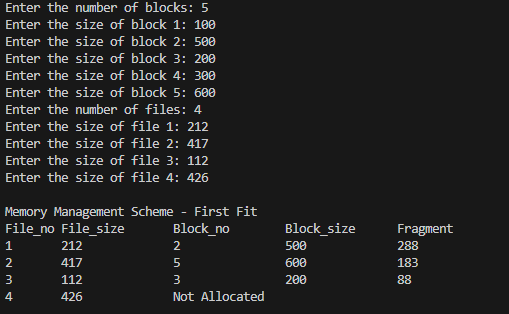 Enter the number of blocks: 5
Enter the size of block 1: 100
Enter the size of block 2: 500
Enter the size of block 3: 200
Enter the size of block 4: 300
Enter the size of block 5: 600
Enter the number of files: 4
Enter the size of file 1: 212
Enter the size of file 2: 417
Enter the size of file 3: 112
Enter the size of file 4: 426

Memory Management Scheme - First Fit
File_no File_size Block_no Block_size Fragment
1 212 2 500 288
2 417 5 600 183
3 112 3 200 88
4 426 Not Allocated